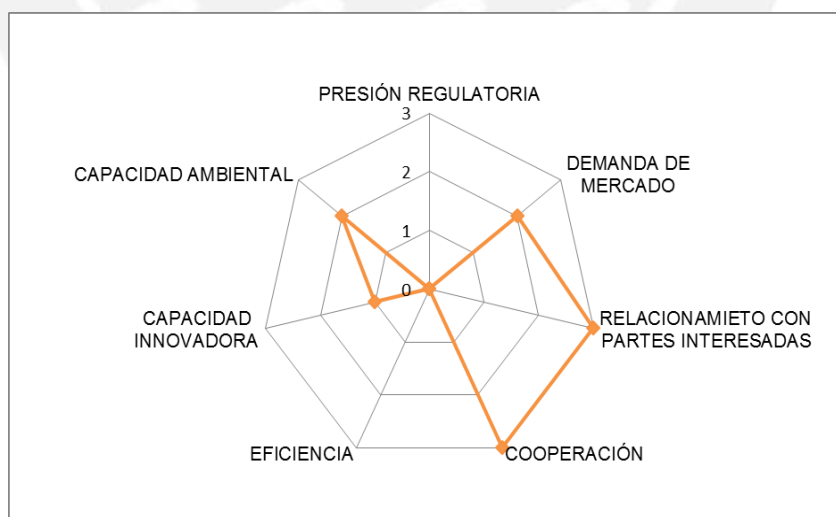 PRESIÓN REGULATORIA
3
2
1
0
DEMANDA DE
MERCADO
RELACIONAMIETO CON
PARTES INTERESADAS
COOPERACIÓN
EFICIENCIA
CAPACIDAD
INNOVADORA
CAPACIDAD AMBIENTAL